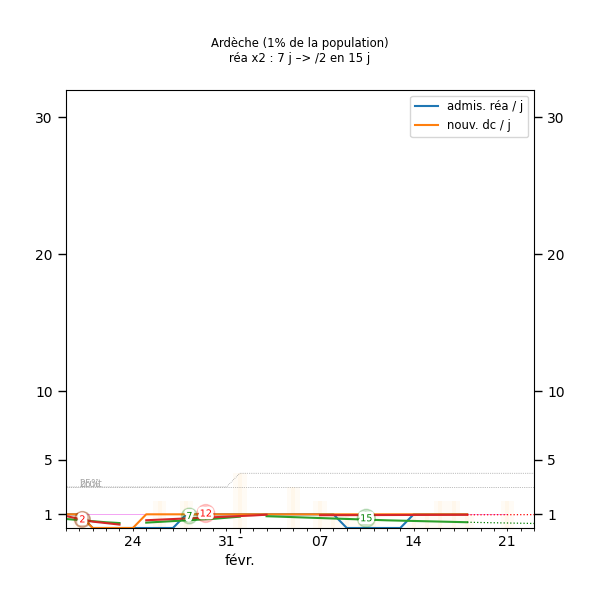 Ardèche (1% de la population)
réa x2 : 7 j –> /2 en 15 j
admis. réa / j
nouv. dc / j
30 30
20 20
10 10
5 5
2 7 12 15
1 1
24 31 07 14 21
févr.